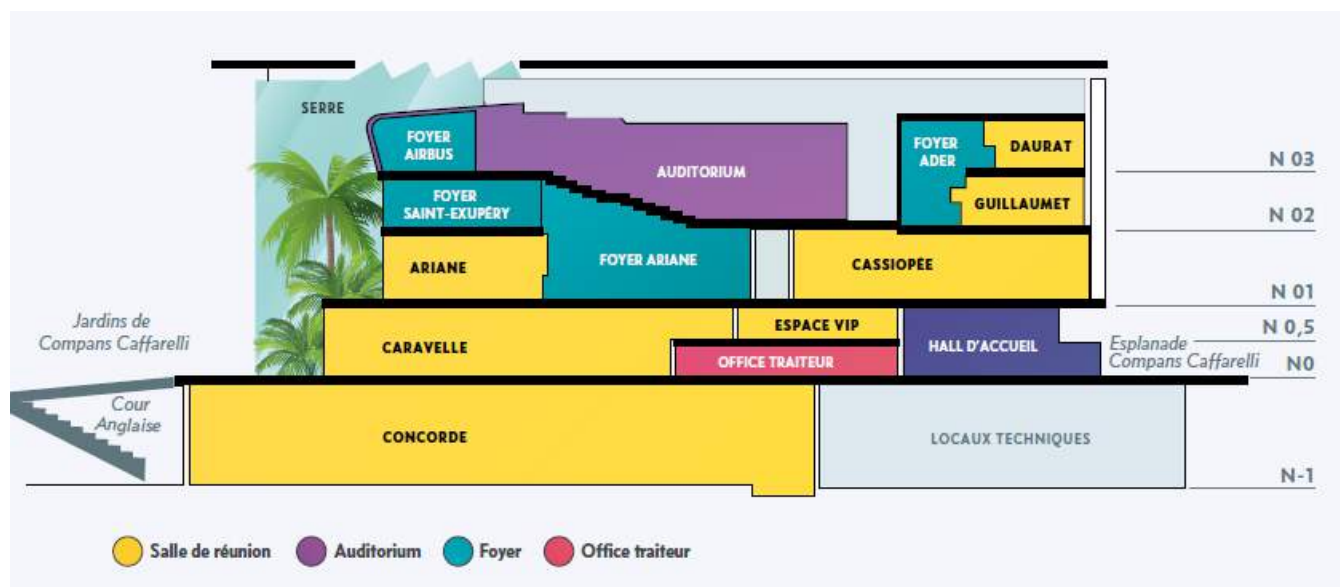 SERRE
FOYER
AIRBUS
AUDITORIUM
FOYER
ADER
DAURAT
N 03
FOYER
SAINT-EXUPÉRY
GUILLAUMET
N 02
ARIANE
FOYER ARIANE
CASSIOPÉE
N 01
Jardins de
Compans Caffarelli
ESPACE VIP
N 0,5
CARAVELLE
HALL D'ACCUEIL
Esplanade
Compans Caffarelli
OFFICE TRAITEUR
N0
Cour
Anglaise
CONCORDE
LOCAUX TECHNIQUES
N-1
Salle de réunion
Auditorium
Foyer
Office traiteur